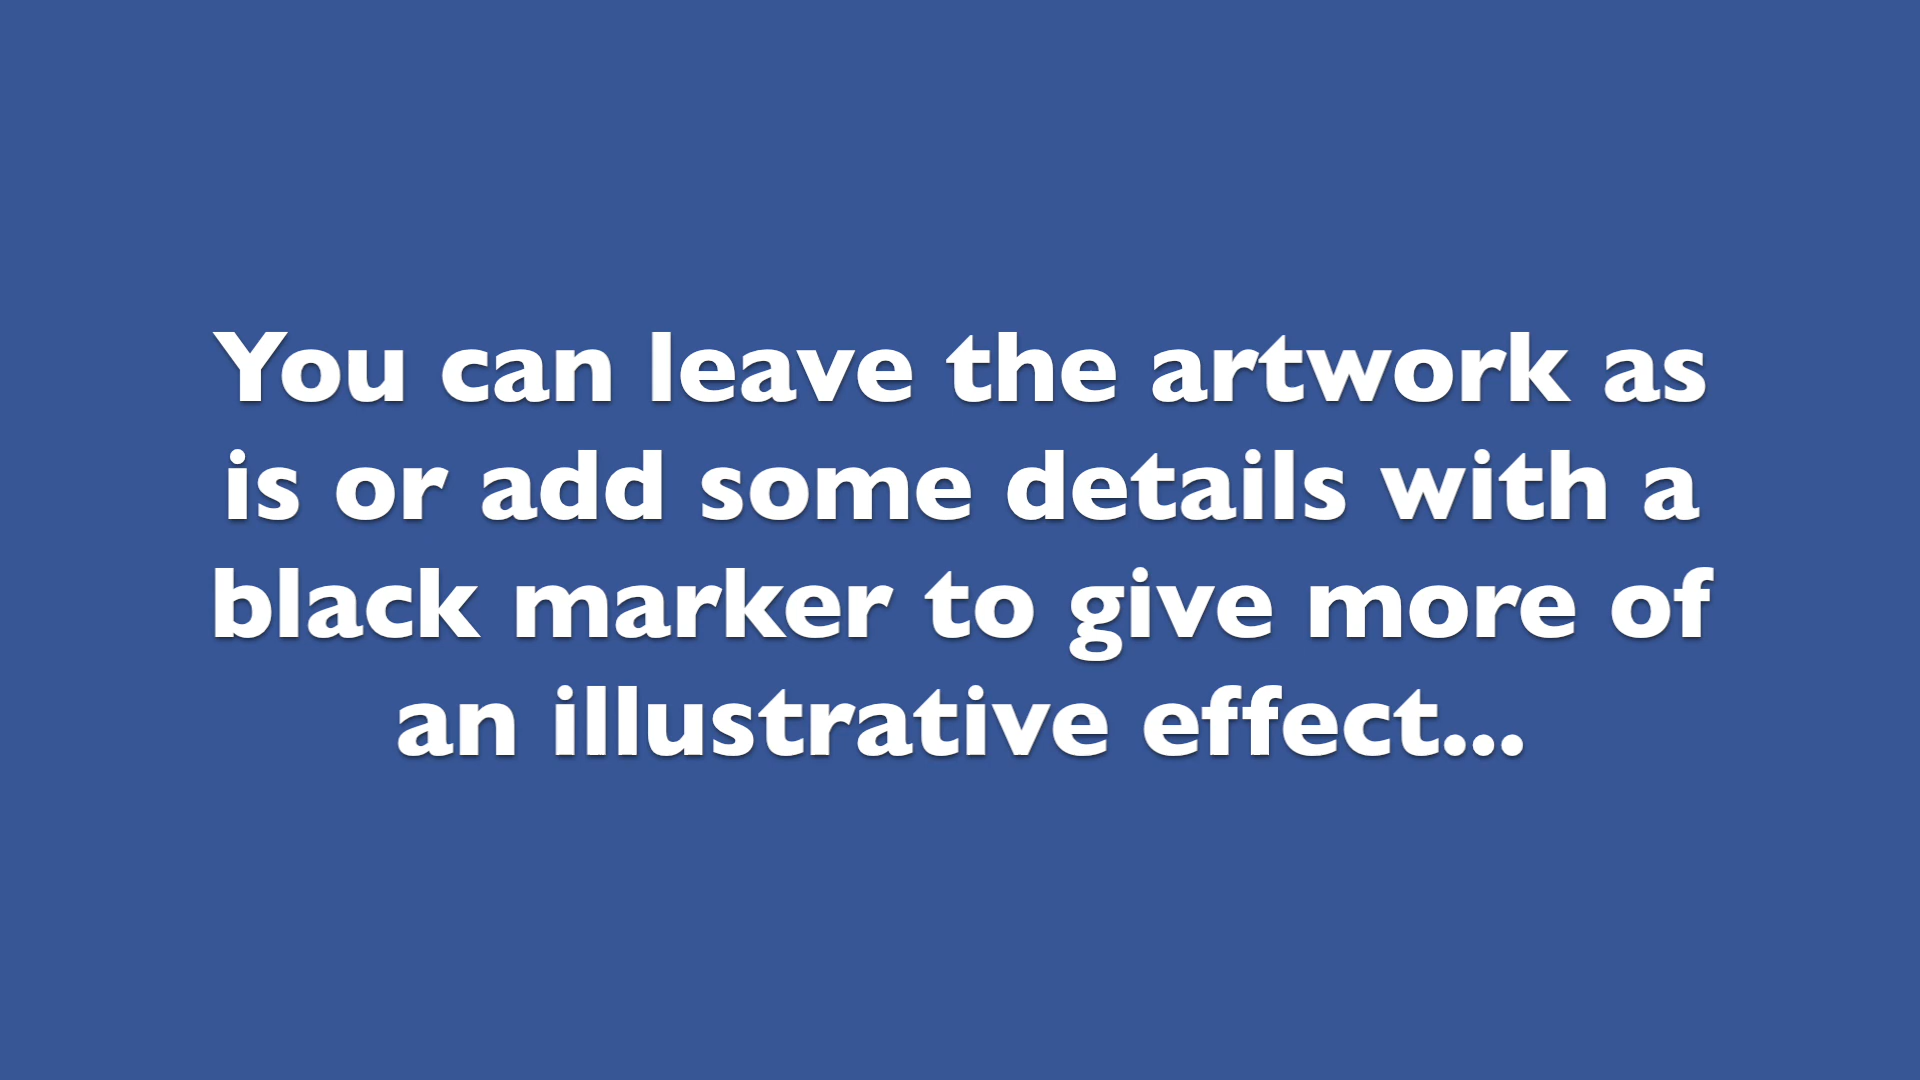 You can leave the artwork as
is or add some details with a
black marker to give more of
an illustrative effect...